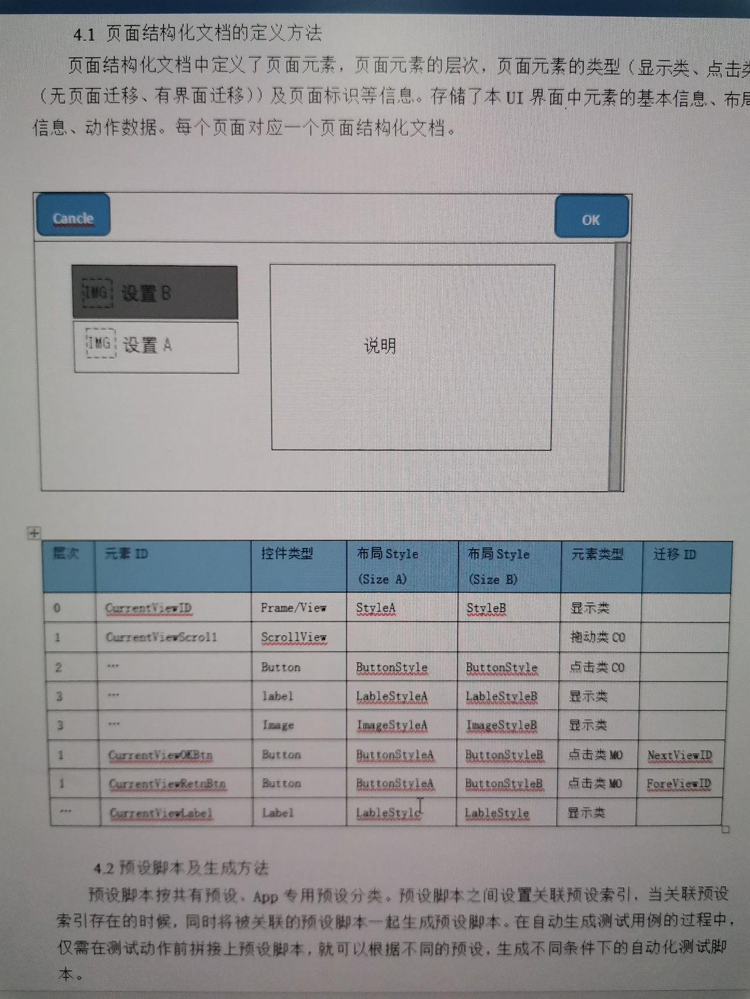 4.1 页面结构化文档的定义方法
页面结构化文档中定义了页面元素，页面元素的层次，页面元素的类型（显示类、点击类
（无页面迁移、有界面迁移））及页面标识等信息。存储了本 UI 界面中元素的基本信息、布局
信息、动作数据。每个页面对应一个页面结构化文档。
Cancle OK
IMG 设置 B
IMG 设置 A
说明
层次 元素 ID 控件类型 布局 Style (Size A) 布局 Style (Size B) 元素类型 迁移 ID
0 CurrentViewID Frame/View StyleA StyleB 显示类
1 CurrentViewScroll ScrollView 拖动类 CO
2 … Button ButtonStyle ButtonStyle 点击类 CO
3 … label LableStyleA LableStyleB 显示类
3 … Image ImageStyleA ImageStyleB 显示类
1 CurrentViewOKBtn Button ButtonStyleA ButtonStyleB 点击类 MO NextViewID
1 CurrentViewRetnBtn Button ButtonStyleA ButtonStyleB 点击类 MO ForeViewID
… CurrentViewLabel Label LableStyle LableStyle 显示类
4.2 预设脚本及生成方法
预设脚本按共有预设、App 专用预设分类。预设脚本之间设置关联预设索引，当关联预设
索引存在的时候，同时将被关联的预设脚本一起生成预设脚本。在自动生成测试用例的过程中，
仅需在测试动作前拼接上预设脚本，就可以根据不同的预设，生成不同条件下的自动化测试脚
本。